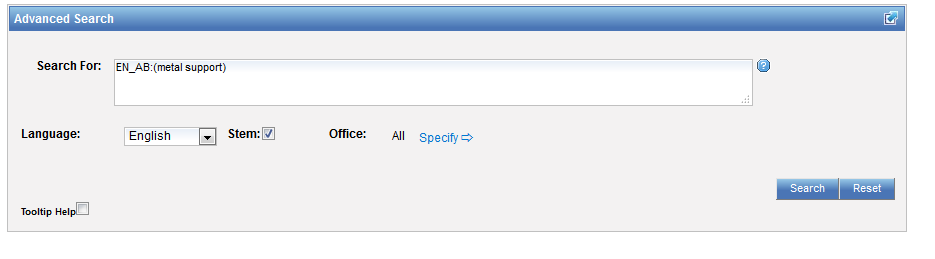 Advanced Search
Search For: EN_AB:(metal support)
Language: English Stem: Office: All Specify
Search Reset
Tooltip Help